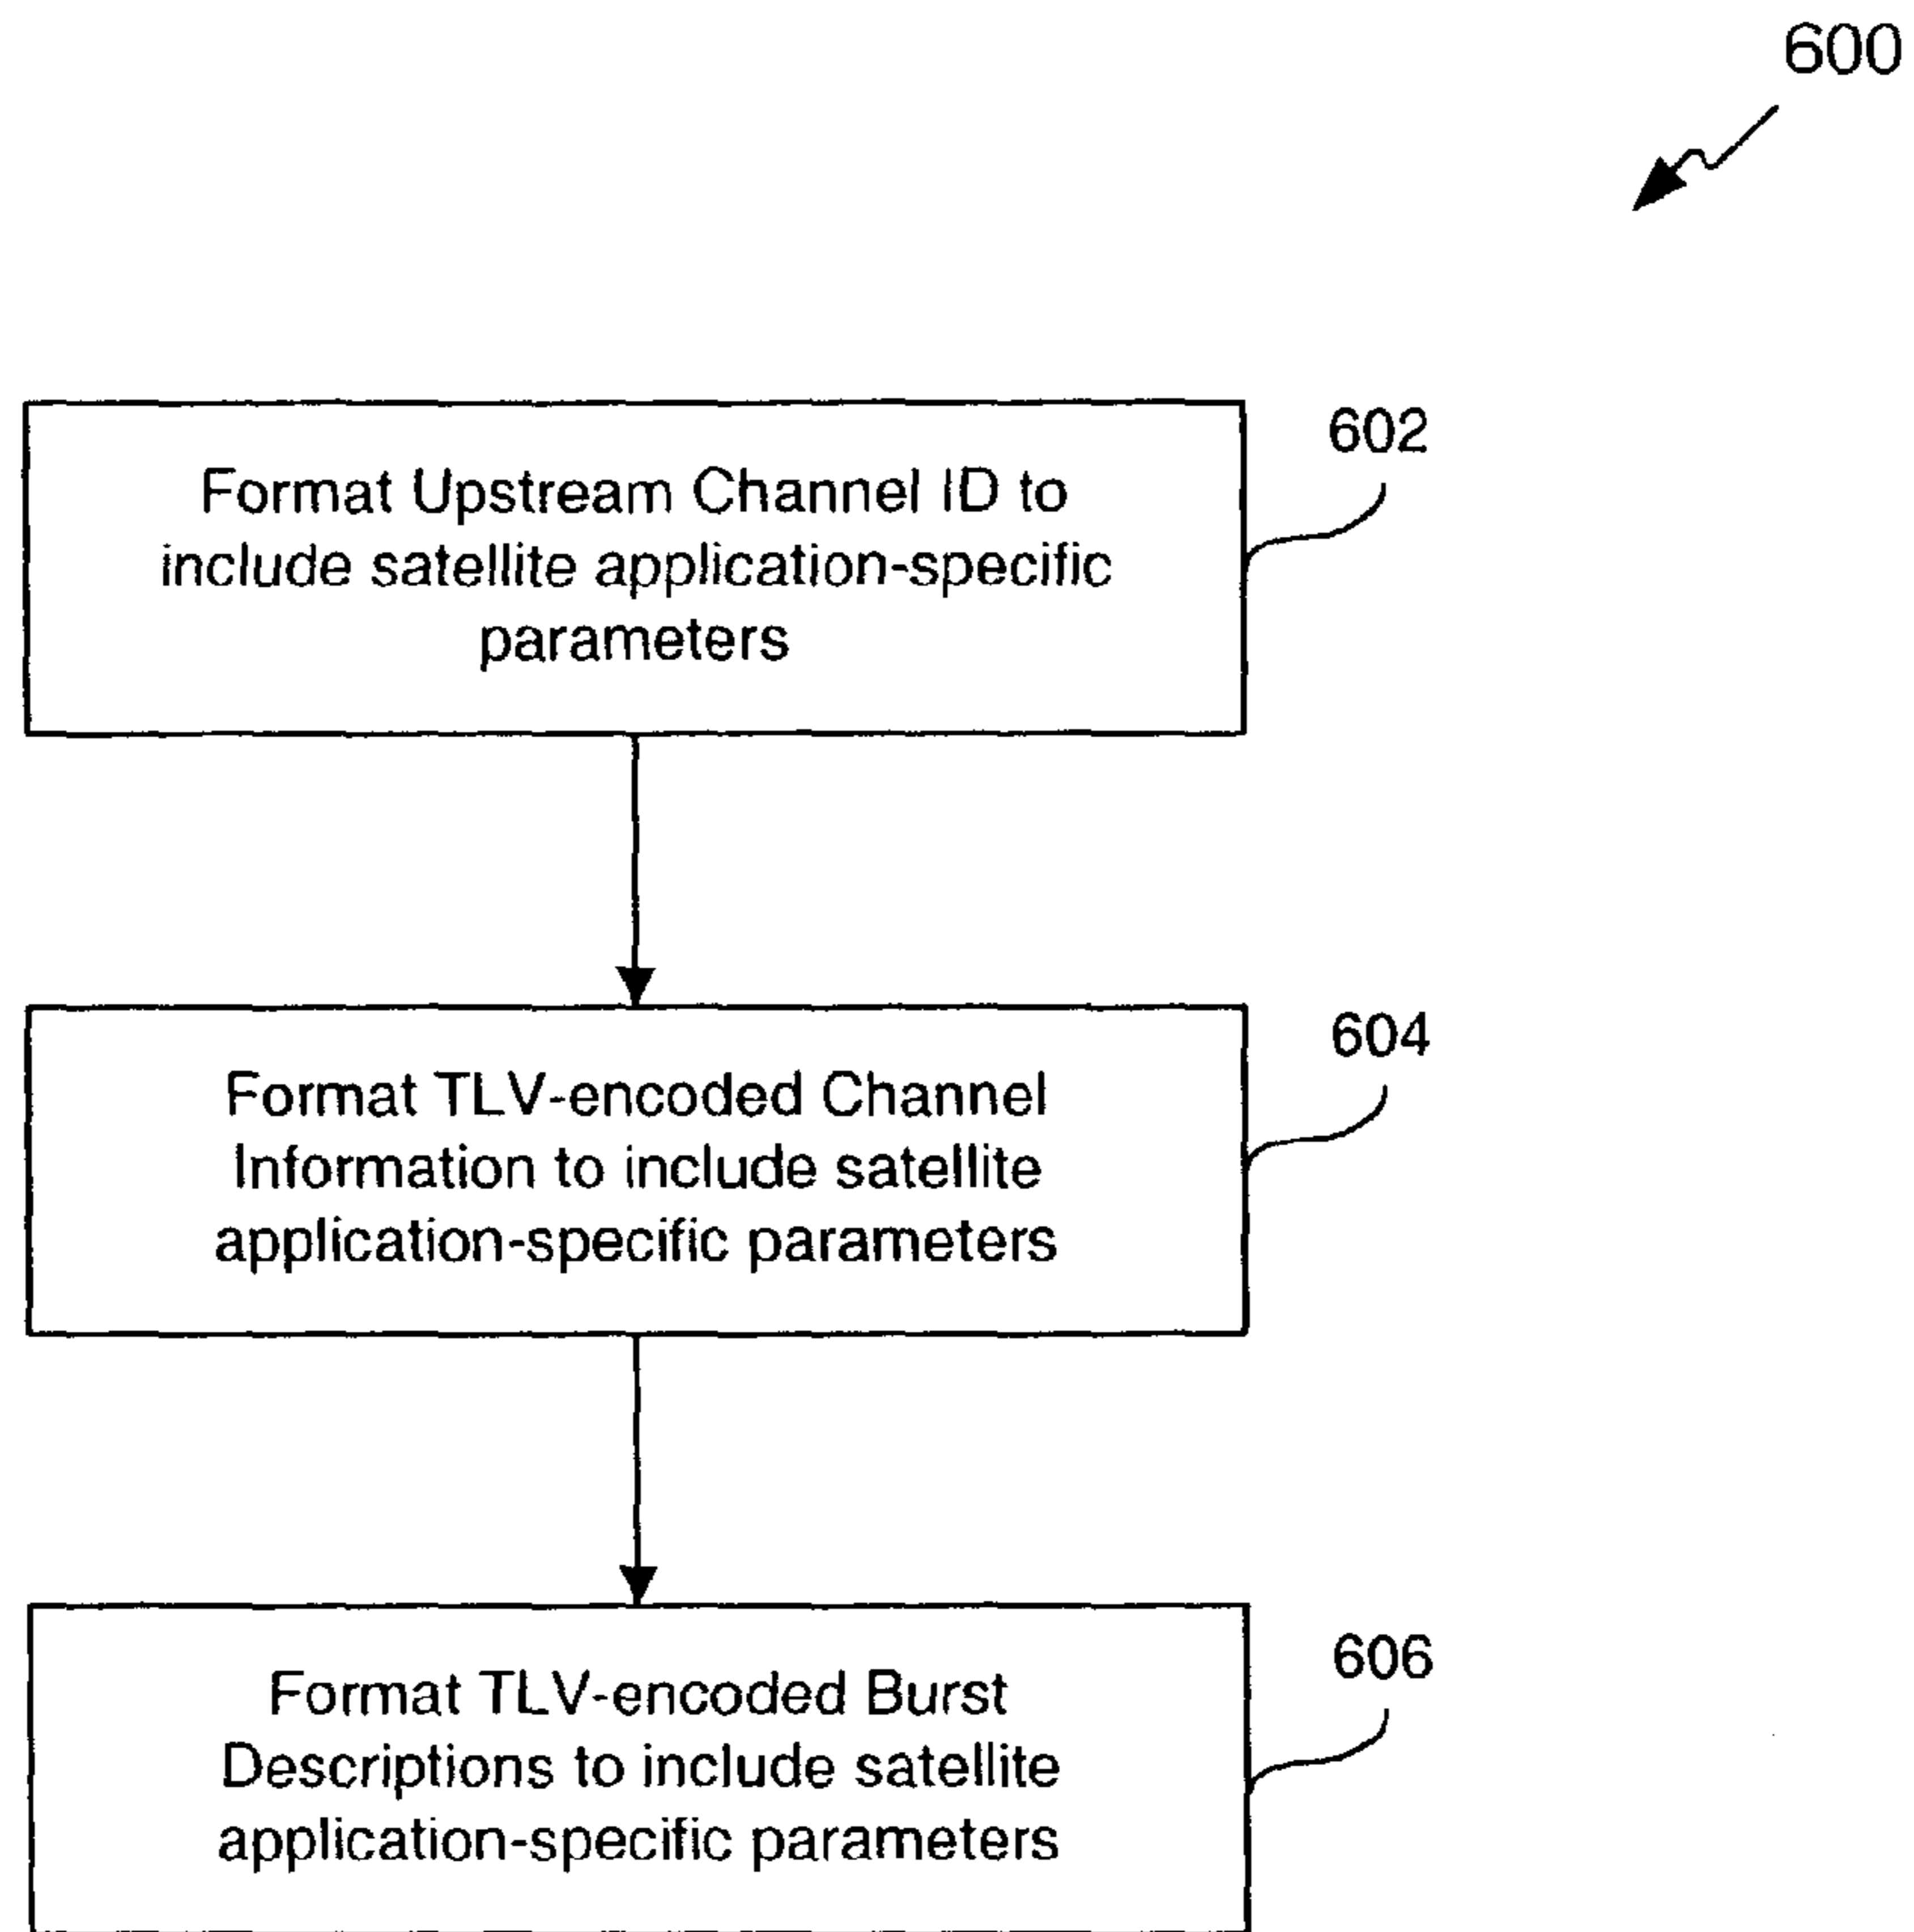 600
602
Format Upstream Channel ID to
include satellite application-specific
parameters
604
Format TLV-encoded Channel
Information to include satellite
application-specific parameters
606
Format TLV-encoded Burst
Descriptions to include satellite
application-specific parameters